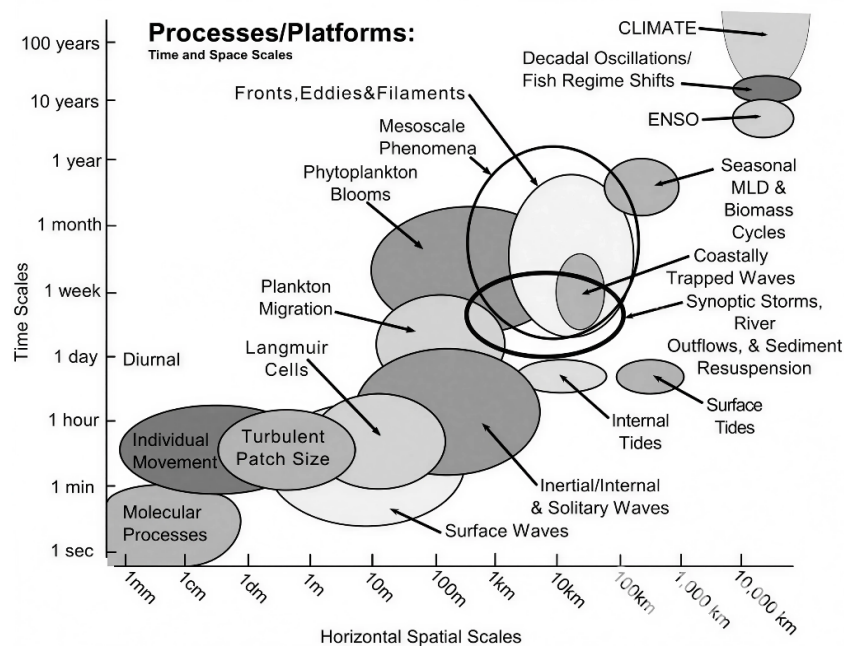 Processes/Platforms:
Time and Space Scales
CLIMATE
Decadal Oscillations/
Fish Regime Shifts
ENSO
Fronts,Eddies&Filaments
Mesoscale
Phenomena
Phytoplankton
Blooms
Seasonal
MLD &
Biomass
Cycles
Coastally
Trapped Waves
Plankton
Migration
Synoptic Storms,
River
Outflows, & Sediment
Resuspension
Diurnal
Langmuir
Cells
Internal
Tides
Surface
Tides
Individual
Movement
Turbulent
Patch Size
Inertial/Internal
& Solitary Waves
Molecular
Processes
Surface Waves
Time Scales
100 years
10 years
1 year
1 month
1 week
1 day
1 hour
1 min
1 sec
1mm
1cm
1dm
1m
10m
100m
1km
10km
100km
1,000 km
10,000 km
Horizontal Spatial Scales